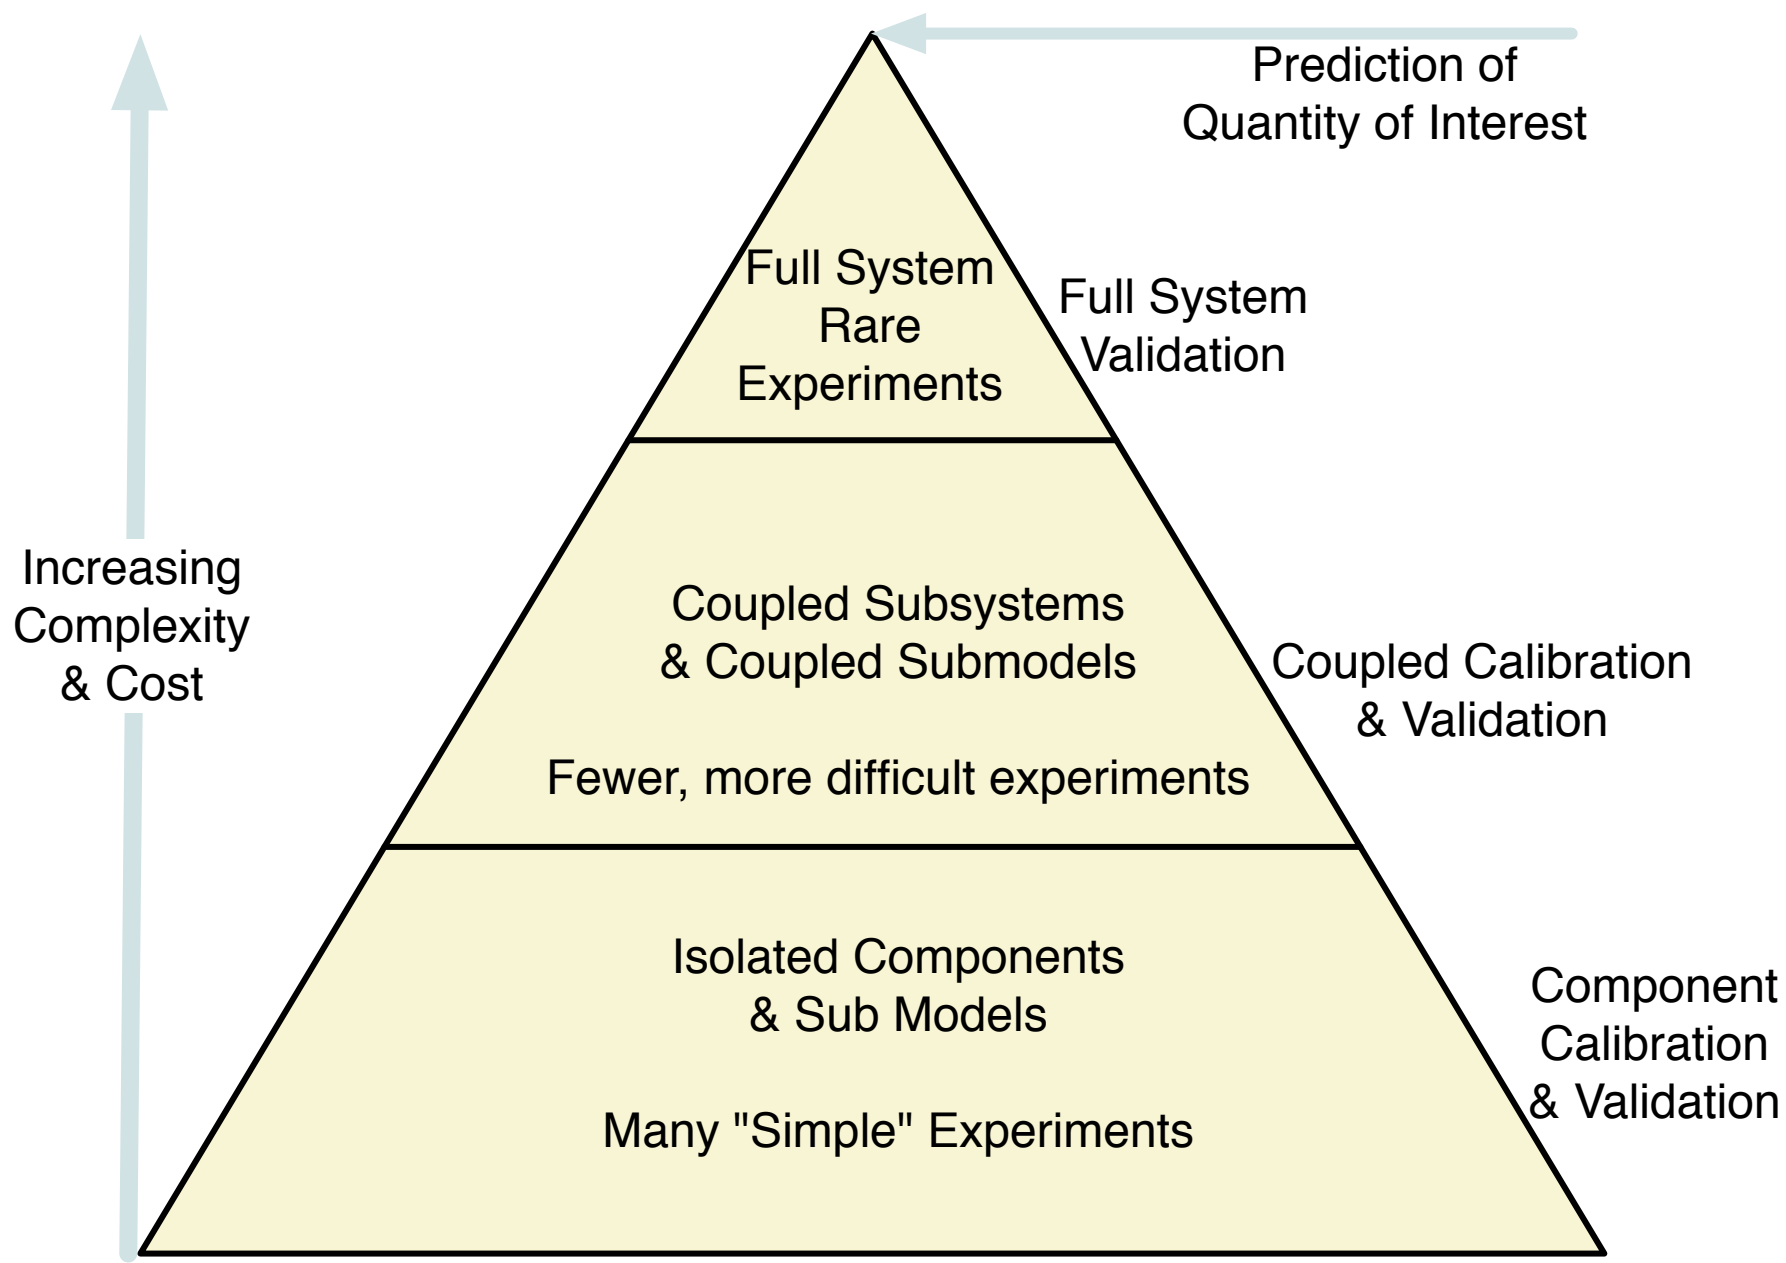 Prediction of
Quantity of Interest
Full System
Rare
Experiments
Full System
Validation
Increasing
Complexity
& Cost
Coupled Subsystems
& Coupled Submodels
Fewer, more difficult experiments
Coupled Calibration
& Validation
Isolated Components
& Sub Models
Many "Simple" Experiments
Component
Calibration
& Validation